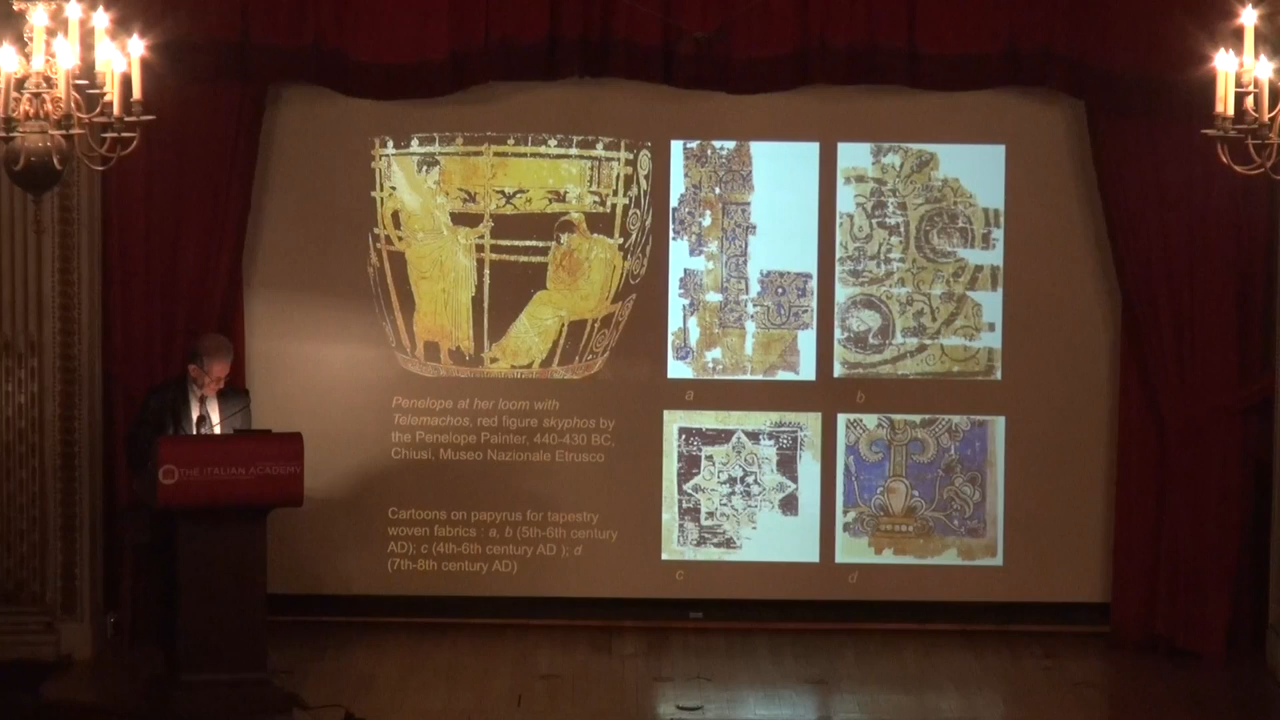 Penelope at her loom with
Telemachos, red figure skyphos by
the Penelope Painter, 440-430 BC,
Chiusi, Museo Nazionale Etrusco
Cartoons on papyrus for tapestry
woven fabrics : a, b (5th-6th century
AD); c (4th-6th century AD ); d
(7th-8th century AD)
a
b
c
d
THE ITALIAN ACADEMY